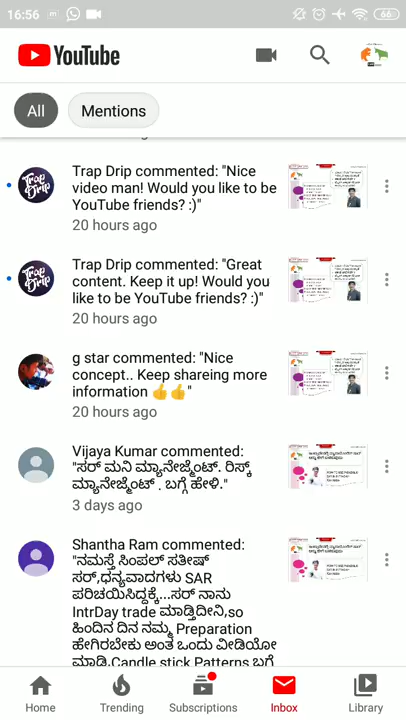 16:56
66
YouTube
All
Mentions
Trap Drip commented: "Nice
video man! Would you like to be
YouTube friends? :)"
20 hours ago
Trap Drip commented: "Great
content. Keep it up! Would you
like to be YouTube friends? :)"
20 hours ago
g star commented: "Nice
concept.. Keep shareing more
information 👍👍"
20 hours ago
Vijaya Kumar commented:
"ಸರ್ ಮನಿ ಮ್ಯಾನೇಜ್ಮೆಂಟ್. ರಿಸ್ಕ್
ಮ್ಯಾನೇಜ್ಮೆಂಟ್ . ಬಗ್ಗೆ ಹೇಳಿ."
3 days ago
Shantha Ram commented:
"ನಮಸ್ತೆ ಸಿಂಪಲ್ ಸತೀಷ್
ಸರ್,ಧನ್ಯವಾದಗಳು SAR
ಪರಿಚಯಿಸಿದ್ದಕ್ಕೆ...ಸರ್ ನಾನು
IntrDay trade ಮಾಡ್ತಿದೀನಿ,so
ಹಿಂದಿನ ದಿನ ನಮ್ಮ Preparation
ಹೇಗಿರಬೇಕು ಅಂತ ಒಂದು ವೀಡಿಯೋ
ಮಾಡಿ.Candle stick Patterns ಬಗ್ಗೆ
Home
Trending
Subscriptions
Inbox
Library